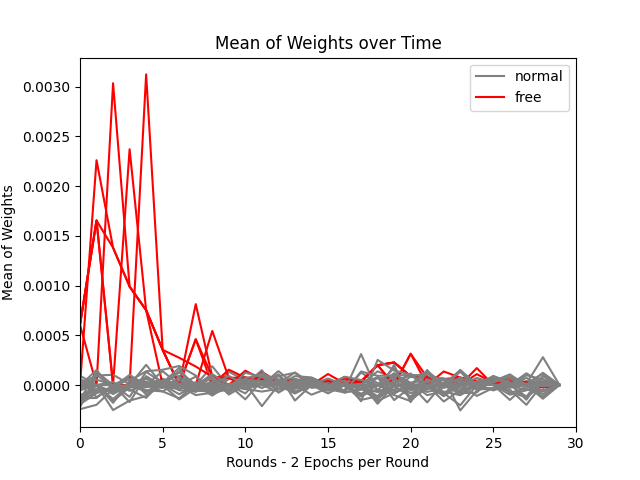 Mean of Weights over Time
normal
free
Mean of Weights
0.0030
0.0025
0.0020
0.0015
0.0010
0.0005
0.0000
0 5 10 15 20 25 30
Rounds - 2 Epochs per Round